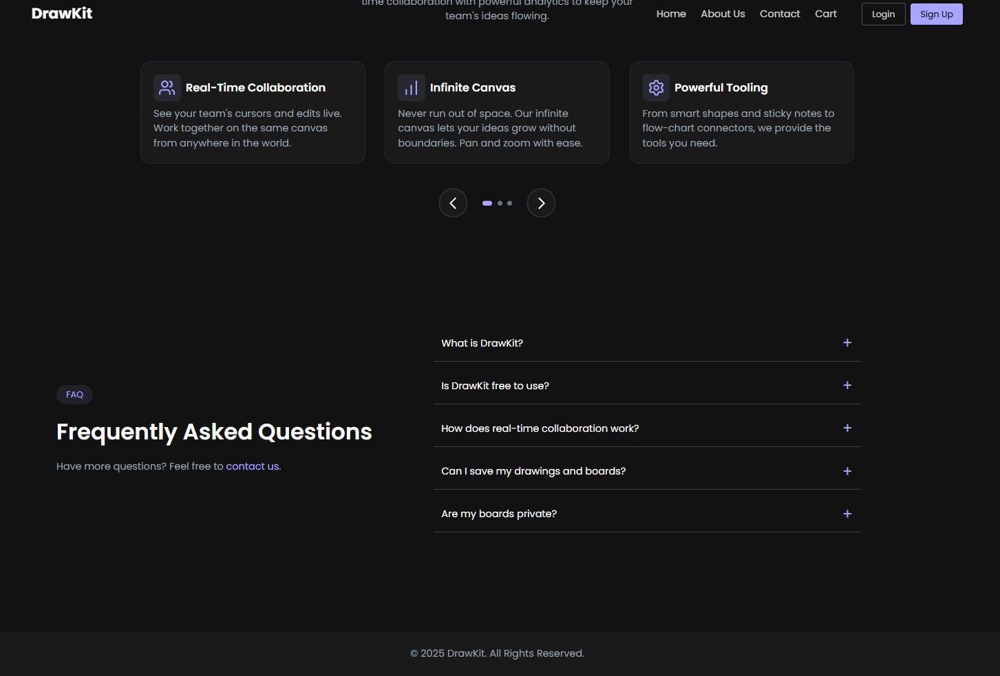 DrawKit
time collaboration with powerful analytics to keep your
team's ideas flowing.
Home
About Us
Contact
Cart
Login
Sign Up
Real-Time Collaboration
See your team's cursors and edits live.
Work together on the same canvas
from anywhere in the world.
Infinite Canvas
Never run out of space. Our infinite
canvas lets your ideas grow without
boundaries. Pan and zoom with ease.
Powerful Tooling
From smart shapes and sticky notes to
flow-chart connectors, we provide the
tools you need.
FAQ
Frequently Asked Questions
Have more questions? Feel free to contact us.
What is DrawKit?
Is DrawKit free to use?
How does real-time collaboration work?
Can I save my drawings and boards?
Are my boards private?
© 2025 DrawKit. All Rights Reserved.